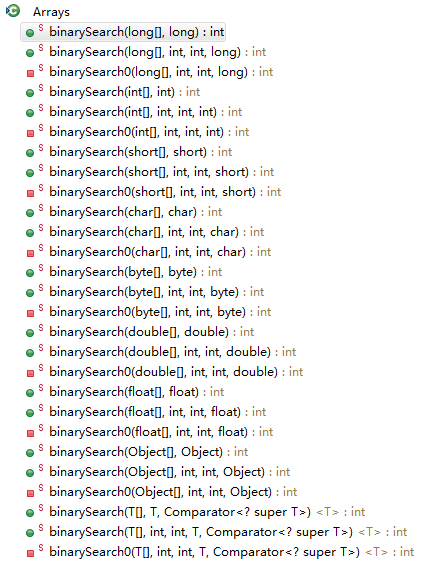 Arrays
S binarySearch(long[], long) : int
S binarySearch(long[], int, int, long) : int
S binarySearch0(long[], int, int, long) : int
S binarySearch(int[], int) : int
S binarySearch(int[], int, int, int) : int
S binarySearch0(int[], int, int, int) : int
S binarySearch(short[], short) : int
S binarySearch(short[], int, int, short) : int
S binarySearch0(short[], int, int, short) : int
S binarySearch(char[], char) : int
S binarySearch(char[], int, int, char) : int
S binarySearch0(char[], int, int, char) : int
S binarySearch(byte[], byte) : int
S binarySearch(byte[], int, int, byte) : int
S binarySearch0(byte[], int, int, byte) : int
S binarySearch(double[], double) : int
S binarySearch(double[], int, int, double) : int
S binarySearch0(double[], int, int, double) : int
S binarySearch(float[], float) : int
S binarySearch(float[], int, int, float) : int
S binarySearch0(float[], int, int, float) : int
S binarySearch(Object[], Object) : int
S binarySearch(Object[], int, int, Object) : int
S binarySearch0(Object[], int, int, Object) : int
S binarySearch(T[], T, Comparator<? super T>) <T> : int
S binarySearch(T[], int, int, T, Comparator<? super T>) <T> : int
S binarySearch0(T[], int, int, T, Comparator<? super T>) <T> : int